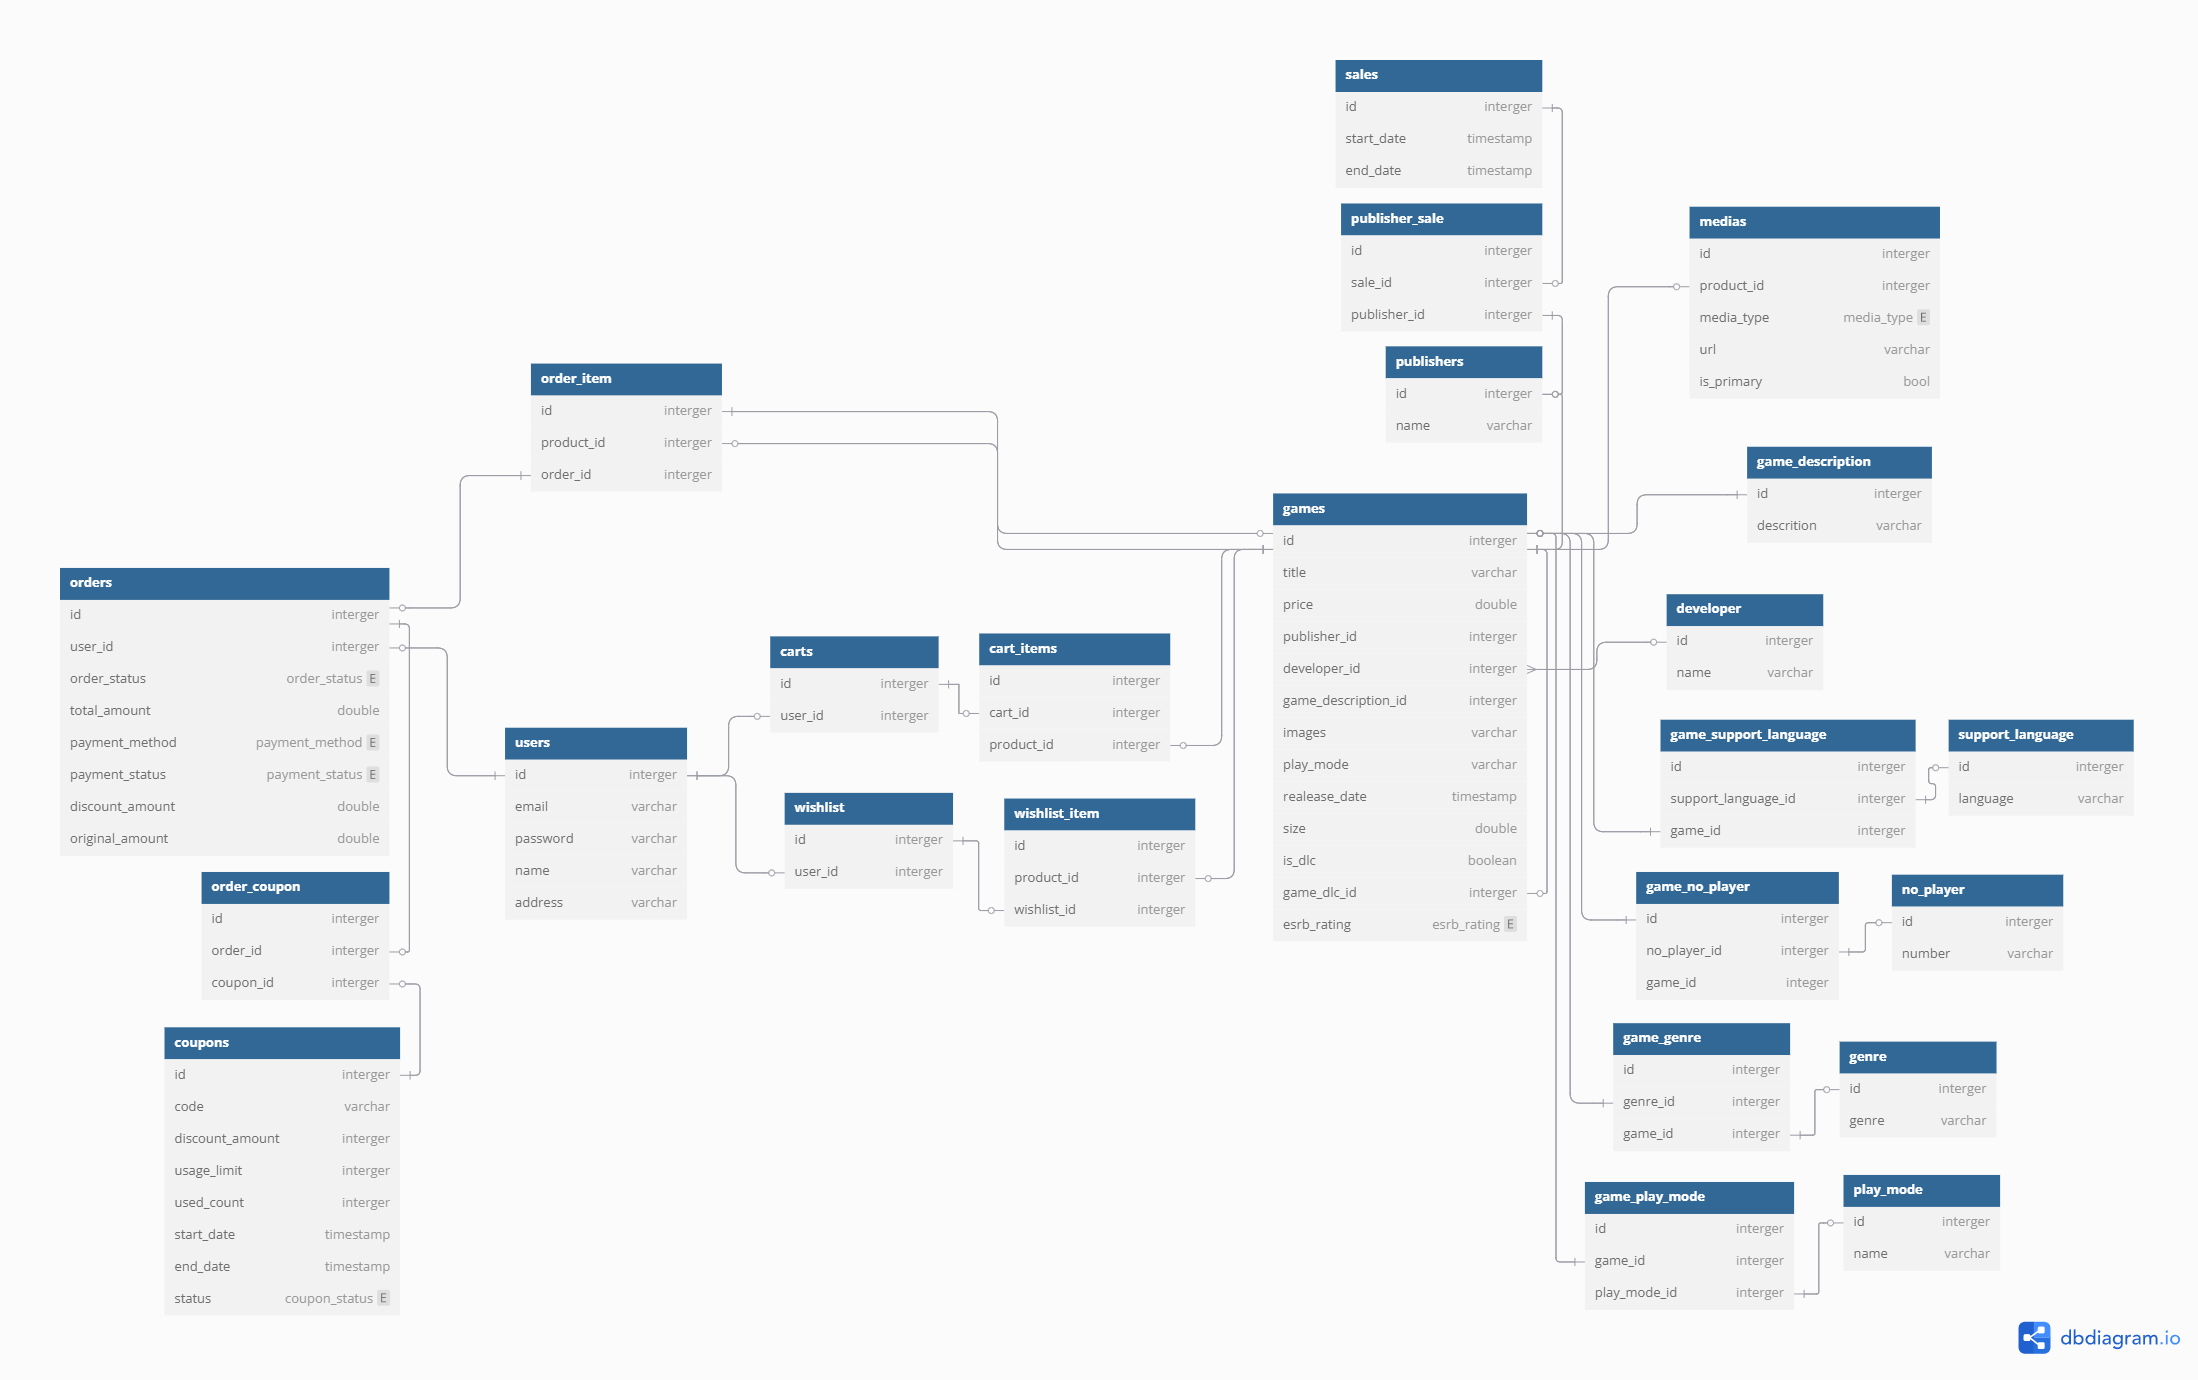 sales
id interger
start_date timestamp
end_date timestamp
publisher_sale
id interger
sale_id interger
publisher_id interger
publishers
id interger
name varchar
medias
id interger
product_id interger
media_type media_type E
url varchar
is_primary bool
order_item
id interger
product_id interger
order_id interger
game_description
id interger
descrition varchar
games
id interger
title varchar
price double
publisher_id interger
developer_id interger
game_description_id interger
images varchar
play_mode varchar
realease_date timestamp
size double
is_dlc boolean
game_dlc_id interger
esrb_rating esrb_rating E
orders
id interger
user_id interger
order_status order_status E
total_amount double
payment_method payment_method E
payment_status payment_status E
discount_amount double
original_amount double
developer
id interger
name varchar
carts
id interger
user_id interger
cart_items
id interger
cart_id interger
product_id interger
users
id interger
email varchar
password varchar
name varchar
address varchar
wishlist
id interger
user_id interger
wishlist_item
id interger
product_id interger
wishlist_id interger
game_support_language
id interger
support_language_id interger
game_id interger
support_language
id interger
language varchar
order_coupon
id interger
order_id interger
coupon_id interger
game_no_player
id interger
no_player_id interger
game_id integer
no_player
id interger
number varchar
coupons
id interger
code varchar
discount_amount interger
usage_limit interger
used_count interger
start_date timestamp
end_date timestamp
status coupon_status E
game_genre
id interger
genre_id interger
game_id interger
genre
id interger
genre varchar
game_play_mode
id interger
game_id interger
play_mode_id interger
play_mode
id interger
name varchar
dbdiagram.io